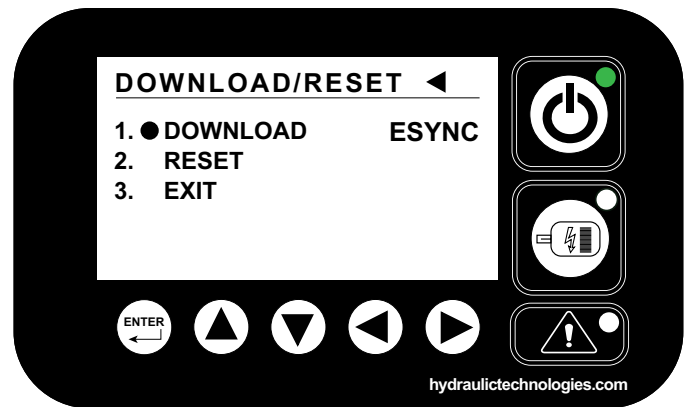 DOWNLOAD/RESET ◀
1. ● DOWNLOAD ESYNC
2. RESET
3. EXIT
ENTER
hydraulictechnologies.com